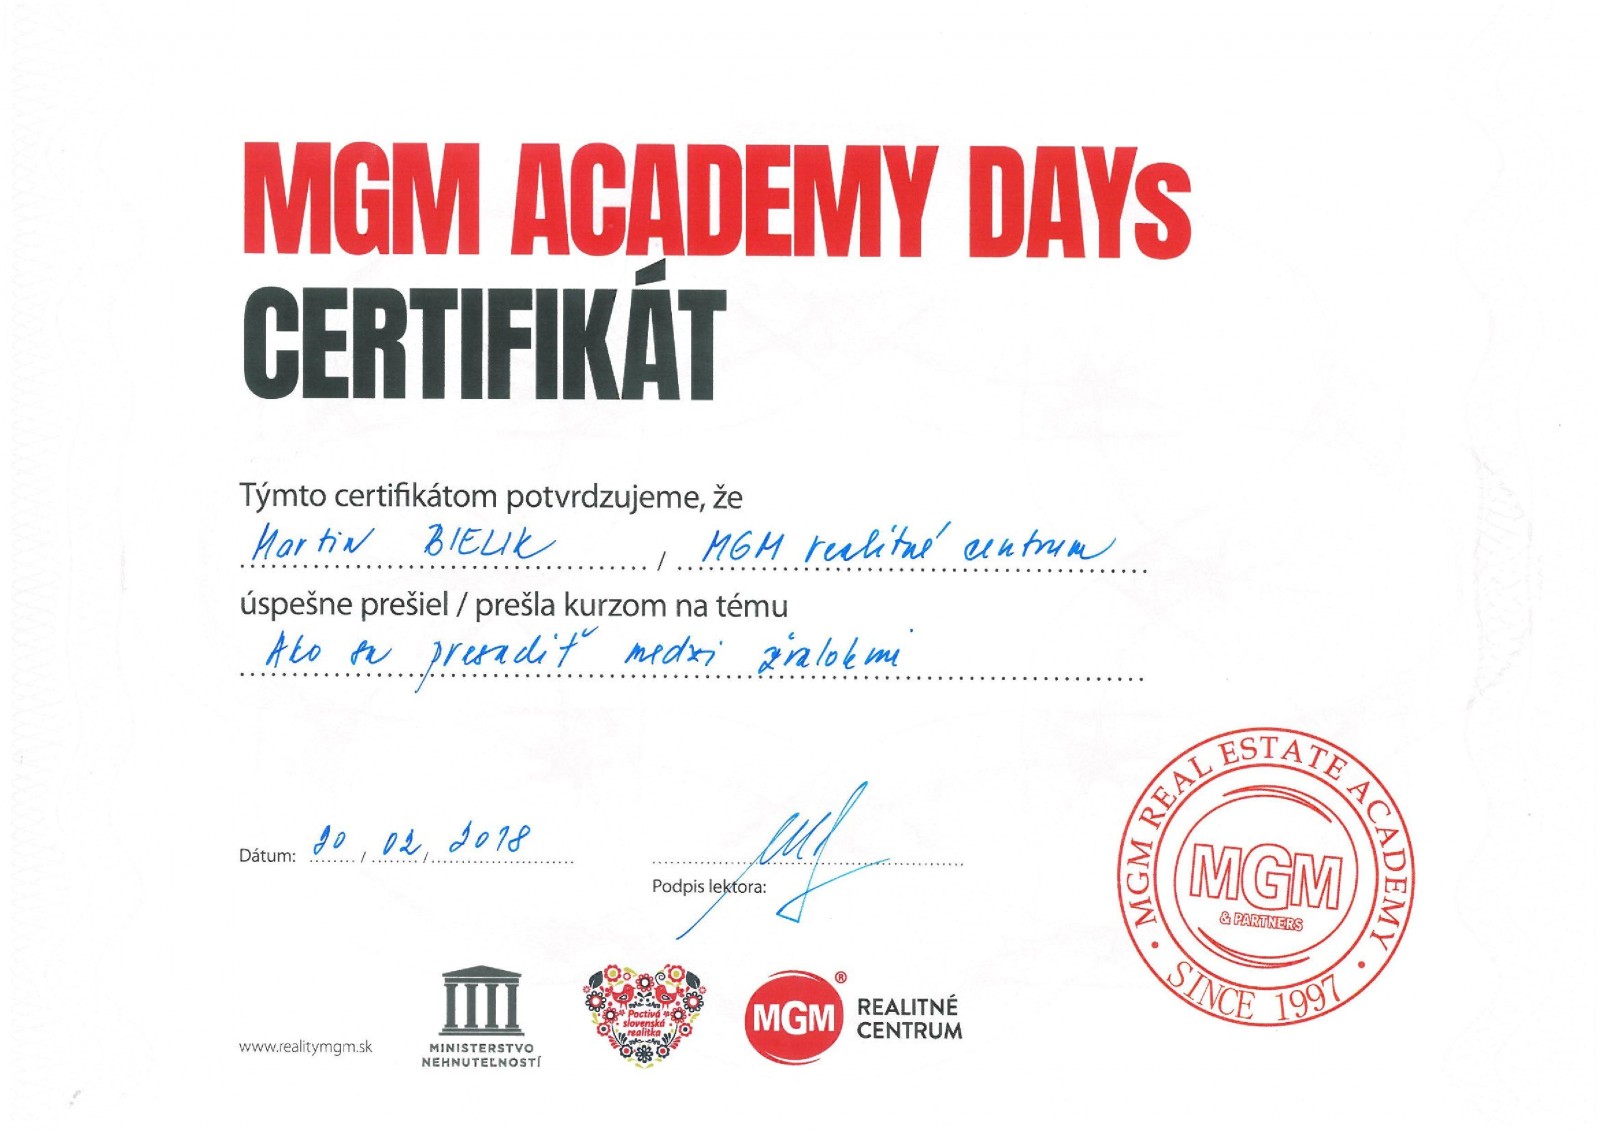 MGM ACADEMY DAYs
CERTIFIKÁT
Týmto certifikátom potvrdzujeme, že
Martin BIELIK / MGM realitné centrum
úspešne prešiel / prešla kurzom na tému
Ako sa presadiť medzi žralokmi
Dátum: 20 / 02 / 2018
Podpis lektora:
www.realitymgm.sk
MINISTERSTVO
NEHNUTEĽNOSTÍ
Poctivá
slovenská
realitka
MGM ®
REALITNÉ
CENTRUM
MGM REAL ESTATE ACADEMY
MGM
& PARTNERS
SINCE 1997